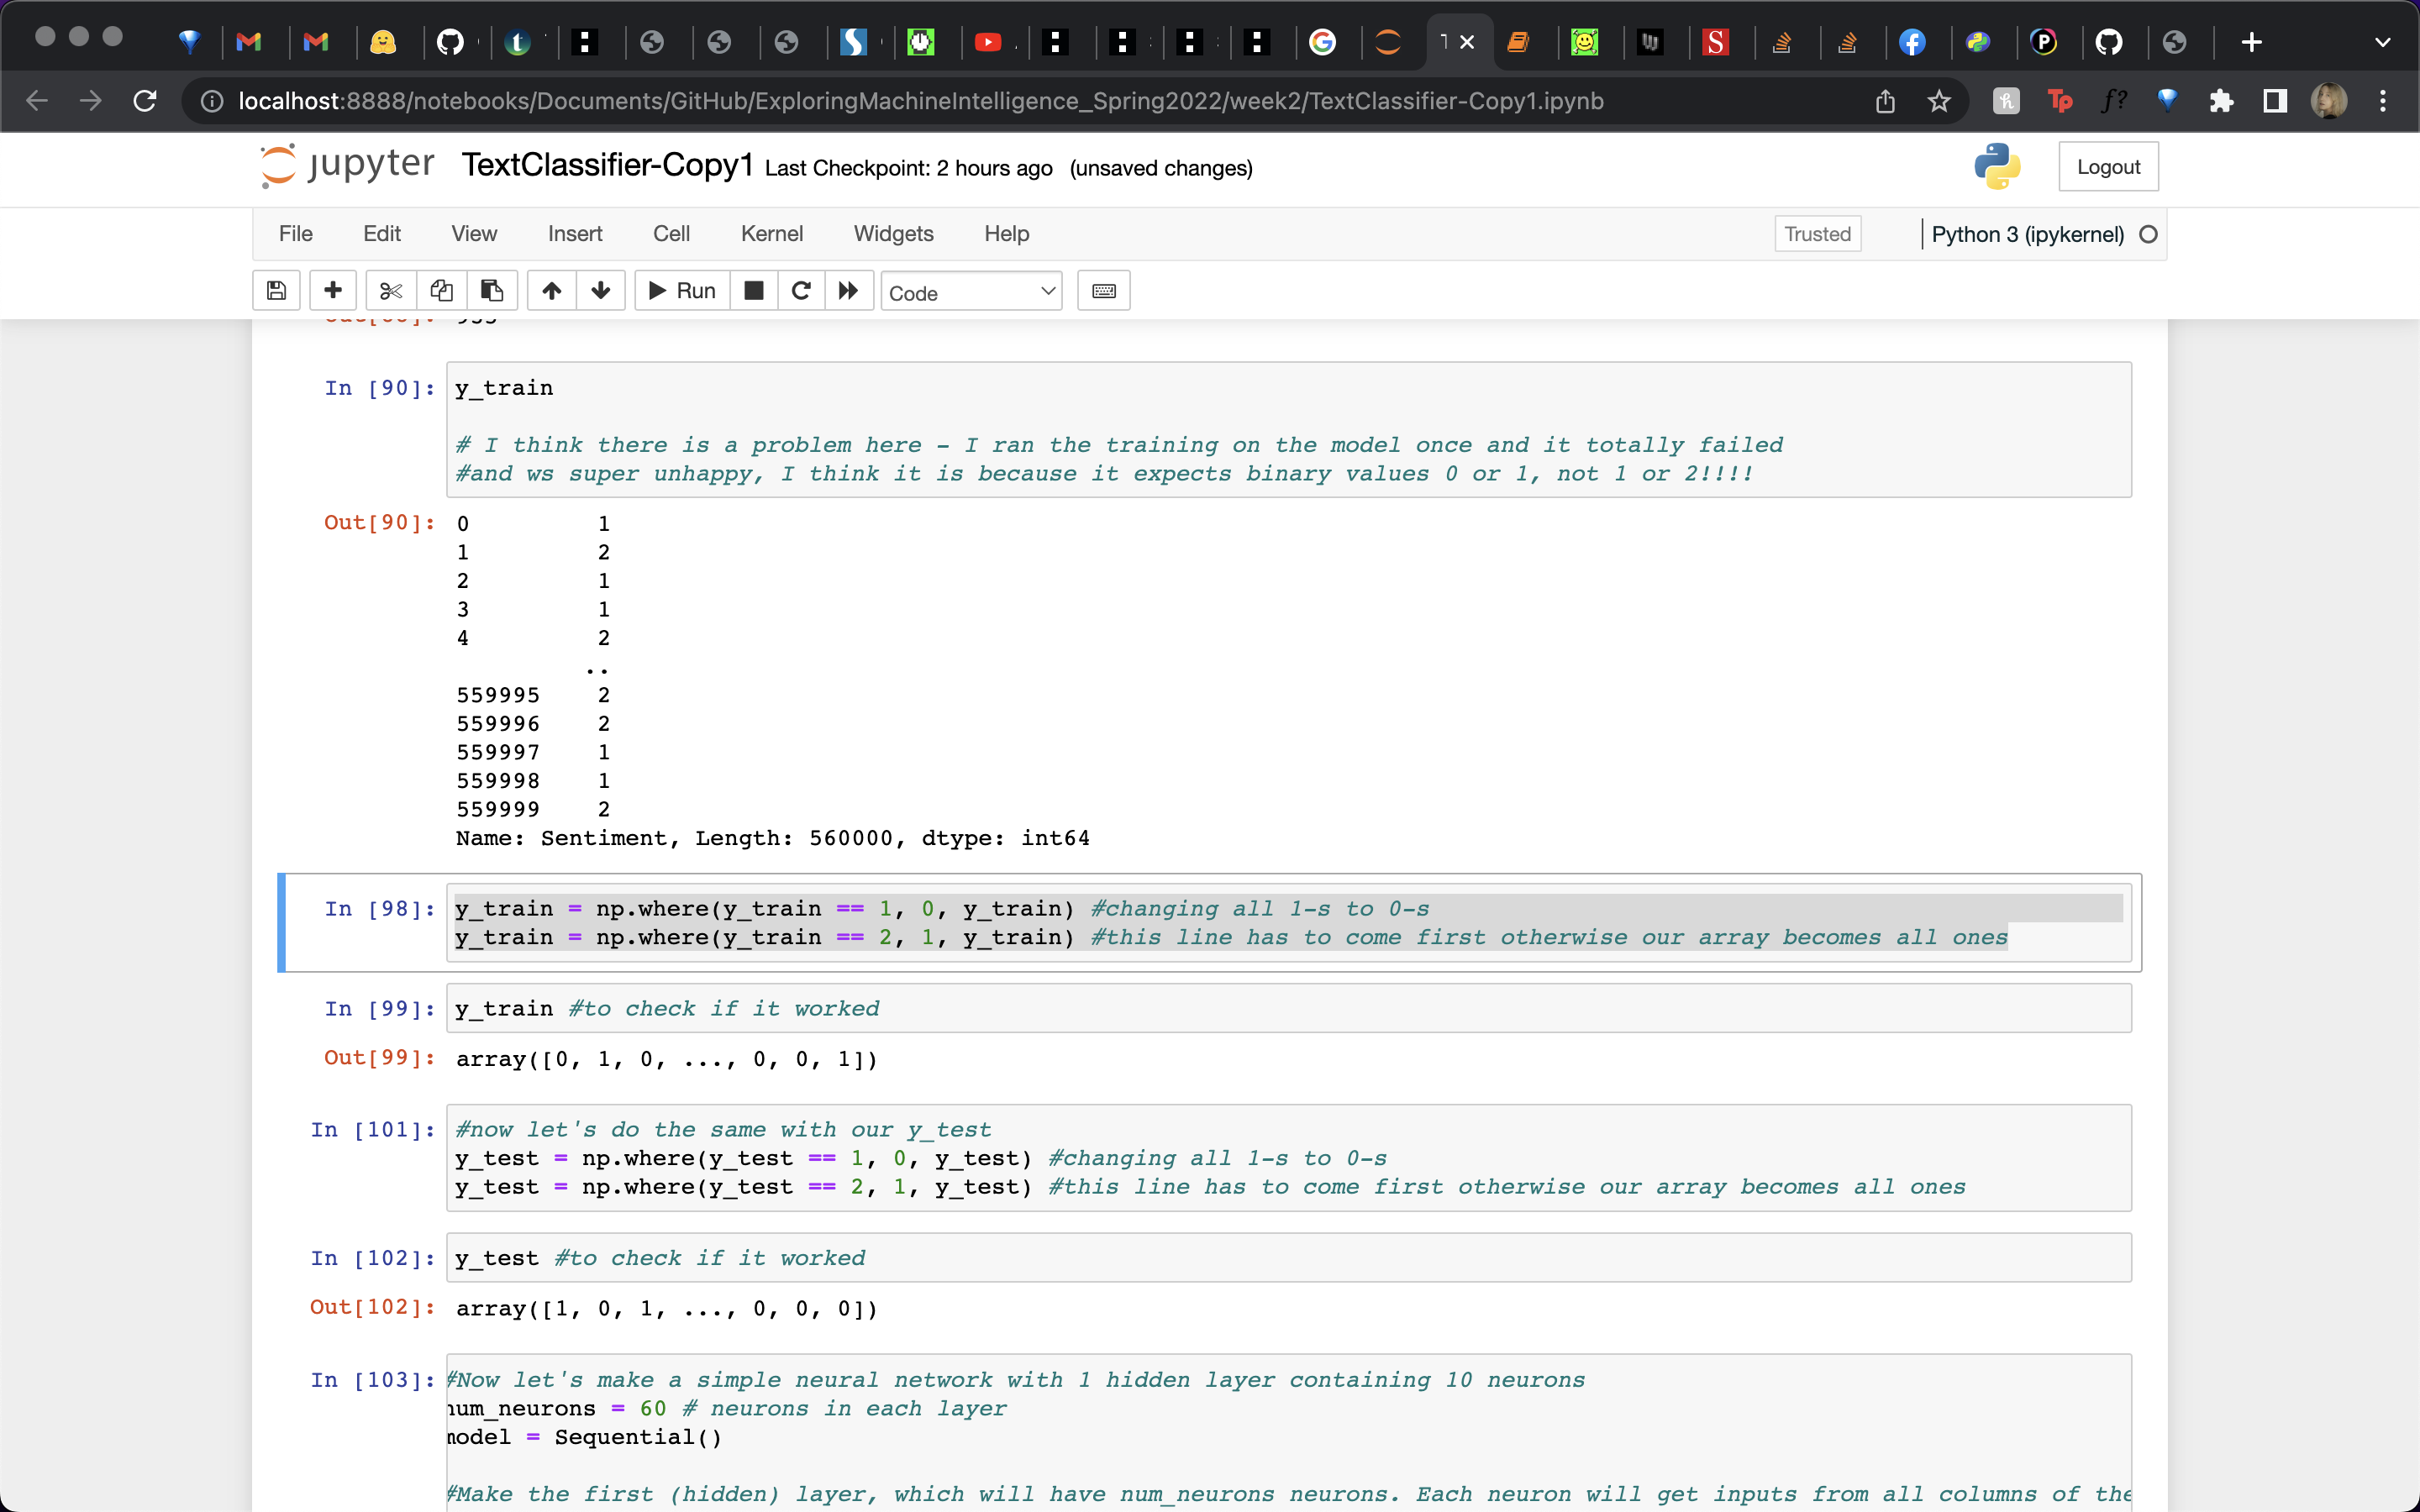 localhost:8888/notebooks/Documents/GitHub/ExploringMachineIntelligence_Spring2022/week2/TextClassifier-Copy1.ipynb
jupyter TextClassifier-Copy1 Last Checkpoint: 2 hours ago (unsaved changes) Logout
File Edit View Insert Cell Kernel Widgets Help Trusted Python 3 (ipykernel)
Run Code
In [90]: y_train
# I think there is a problem here - I ran the training on the model once and it totally failed
#and ws super unhappy, I think it is because it expects binary values 0 or 1, not 1 or 2!!!!
Out[90]: 0 1
1 2
2 1
3 1
4 2
..
559995 2
559996 2
559997 1
559998 1
559999 2
Name: Sentiment, Length: 560000, dtype: int64
In [98]: y_train = np.where(y_train == 1, 0, y_train) #changing all 1-s to 0-s
y_train = np.where(y_train == 2, 1, y_train) #this line has to come first otherwise our array becomes all ones
In [99]: y_train #to check if it worked
Out[99]: array([0, 1, 0, ..., 0, 0, 1])
In [101]: #now let's do the same with our y_test
y_test = np.where(y_test == 1, 0, y_test) #changing all 1-s to 0-s
y_test = np.where(y_test == 2, 1, y_test) #this line has to come first otherwise our array becomes all ones
In [102]: y_test #to check if it worked
Out[102]: array([1, 0, 1, ..., 0, 0, 0])
In [103]: #Now let's make a simple neural network with 1 hidden layer containing 10 neurons
num_neurons = 60 # neurons in each layer
model = Sequential()
#Make the first (hidden) layer, which will have num_neurons neurons. Each neuron will get inputs from all columns of the